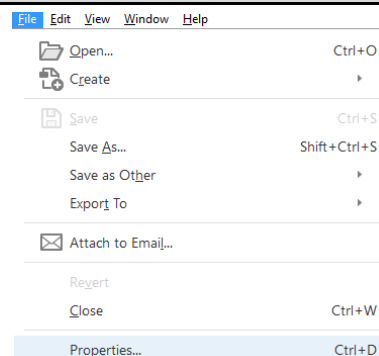 File Edit View Window Help
Open... Ctrl+O
Create
Save Ctrl+S
Save As... Shift+Ctrl+S
Save as Other
Export To
Attach to Email...
Revert
Close Ctrl+W
Properties... Ctrl+D